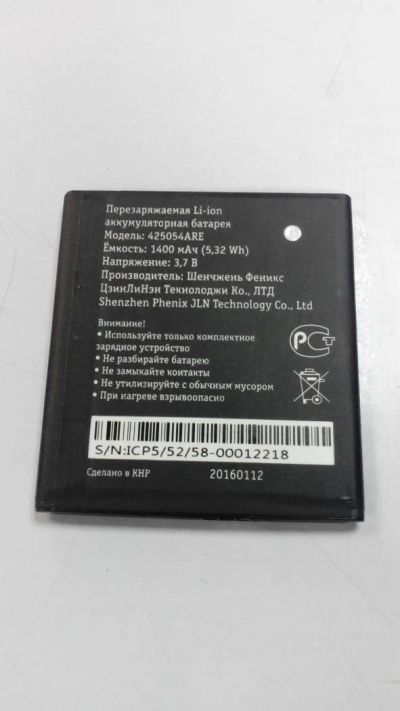 Перезаряжаемая Li-ion
аккумуляторная батарея
Модель: 425054ARE
Ёмкость: 1400 мАч (5,32 Wh)
Напряжение: 3,7 В
Производитель: Шенчжень Феникс
ЦзинЛиНэн Текнолоджи Ко., ЛТД
Shenzhen Phenix JLN Technology Co., Ltd
Внимание!
• Используйте только комплектное
зарядное устройство
• Не разбирайте батарею
• Не замыкайте контакты
• Не утилизируйте с обычным мусором
• При нагреве взрывоопасно
РСТ
S/N:ICP5/52/58-00012218
Сделано в КНР 20160112